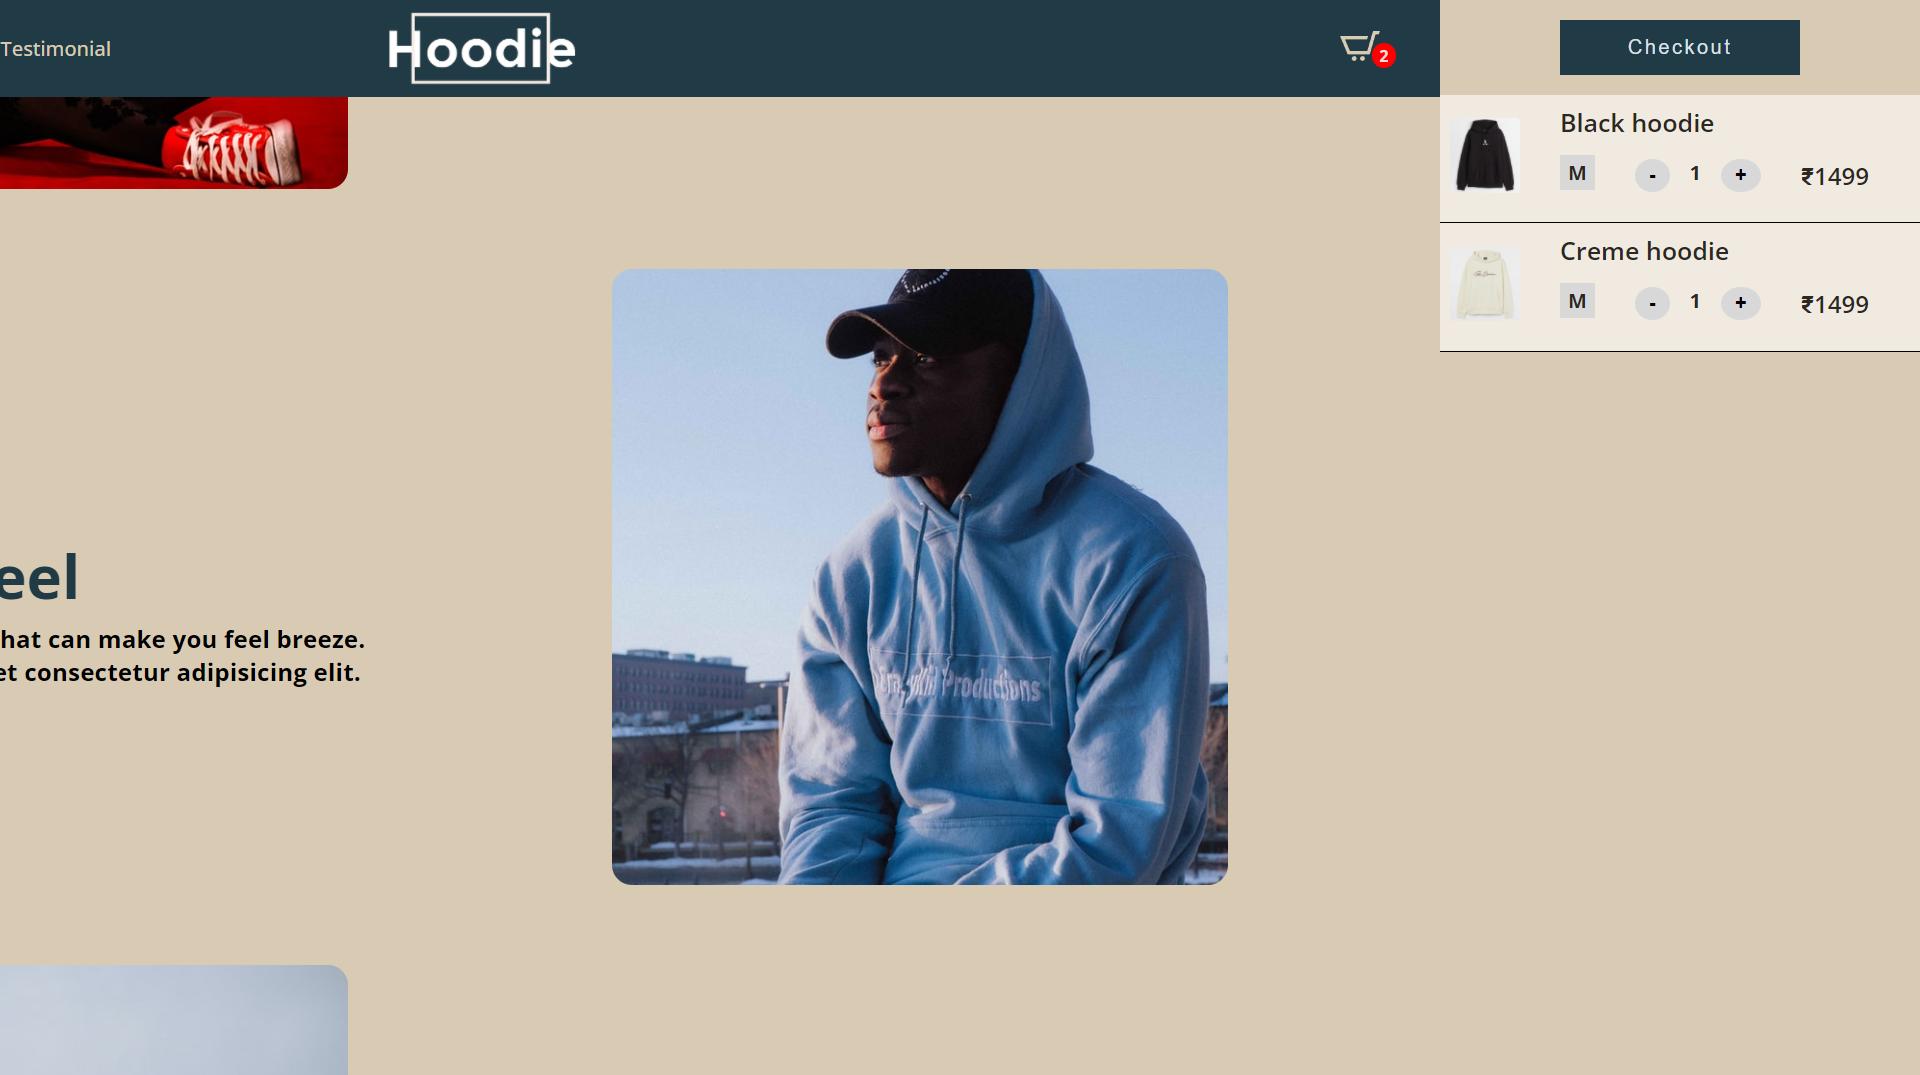 Testimonial
Hoodie
2
Checkout
Black hoodie
M - 1 + ₹1499
Creme hoodie
M - 1 + ₹1499
Productions
eel
hat can make you feel breeze.
et consectetur adipisicing elit.